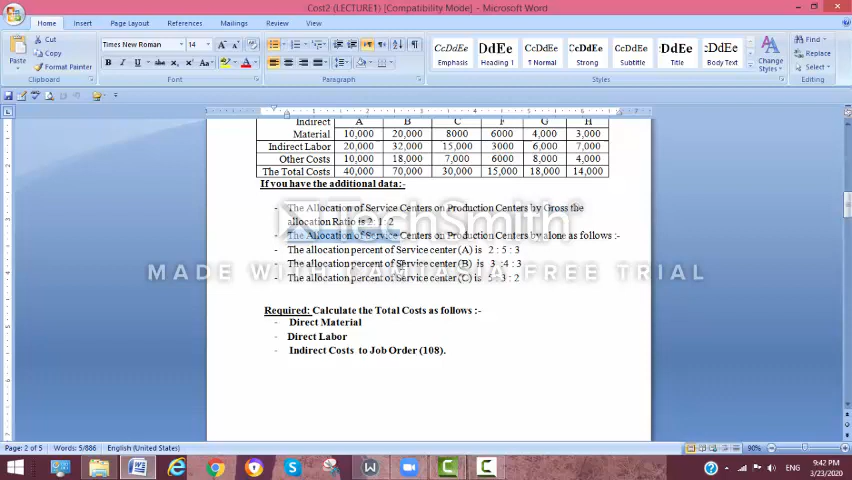 Cost2 (LECTURE1) [Compatibility Mode] - Microsoft Word
Home Insert Page Layout References Mailings Review View
Cut
Copy
Format Painter
Paste
Clipboard
Times New Roman 14
Font
Paragraph
AaBbCcDdEe AaBbCcDdEe
Emphasis Heading 1 1 Normal Strong Subtitle Title Body Text
Change Styles
Styles
Find
Replace
Select
Editing
Indirect A B C F G H
Material 10,000 20,000 8000 6000 4,000 3,000
Indirect Labor 20,000 32,000 15,000 3000 6,000 7,000
Other Costs 10,000 18,000 7,000 6000 8,000 4,000
The Total Costs 40,000 70,000 30,000 15,000 18,000 14,000
If you have the additional data:-
- The Allocation of Service Centers on Production Centers by Gross the
allocation Ratio is 2: 1: 2
- The Allocation of Service Centers on Production Centers by alone as follows :-
- The allocation percent of Service center (A) is 2 : 5 : 3
- The allocation percent of Service center (B) is 3 :4 : 3
- The allocation percent of Service center (C) is 5 : 3 : 2
TechSmith
MADE WITH CAMTASIA FREE TRIAL
Required: Calculate the Total Costs as follows :-
- Direct Material
- Direct Labor
- Indirect Costs to Job Order (108).
Page: 2 of 5 Words: 5/886 English (United States) 90%
ENG
9:42 PM
3/23/2020